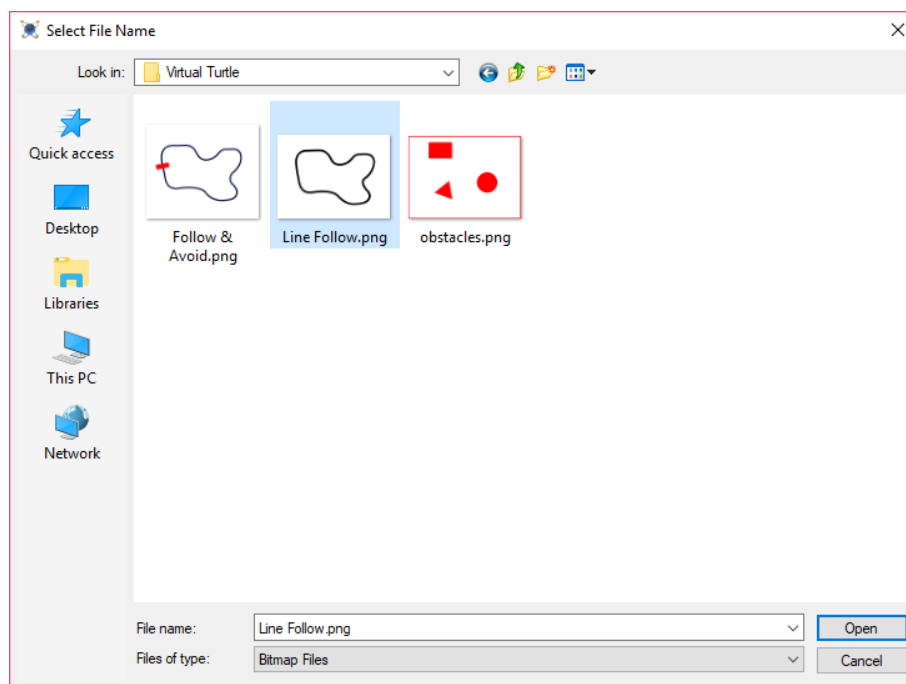 Select File Name
Look in:
Virtual Turtle
Quick access
Desktop
Libraries
This PC
Network
Follow &
Avoid.png
Line Follow.png
obstacles.png
File name:
Line Follow.png
Open
Files of type:
Bitmap Files
Cancel